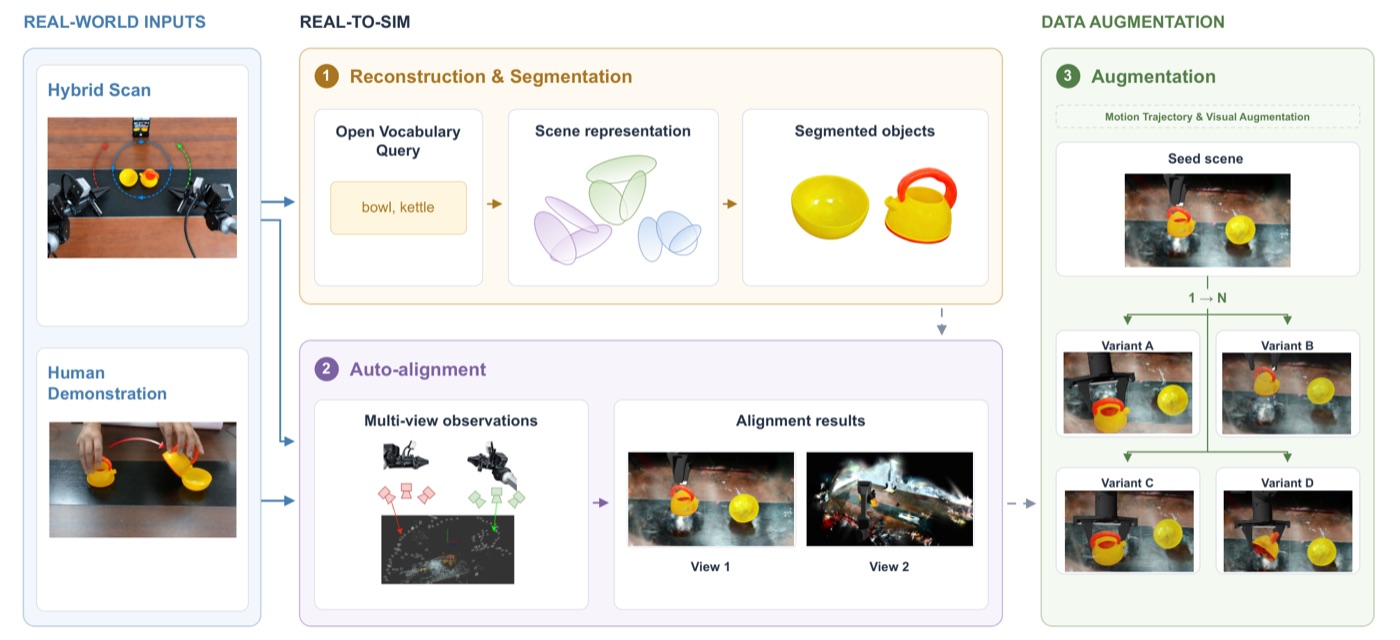 REAL-WORLD INPUTS
Hybrid Scan
Human
Demonstration
REAL-TO-SIM
1 Reconstruction & Segmentation
Open Vocabulary
Query
bowl, kettle
Scene representation
Segmented objects
2 Auto-alignment
Multi-view observations
Alignment results
View 1
View 2
DATA AUGMENTATION
3 Augmentation
Motion Trajectory & Visual Augmentation
Seed scene
1 → N
Variant A
Variant B
Variant C
Variant D